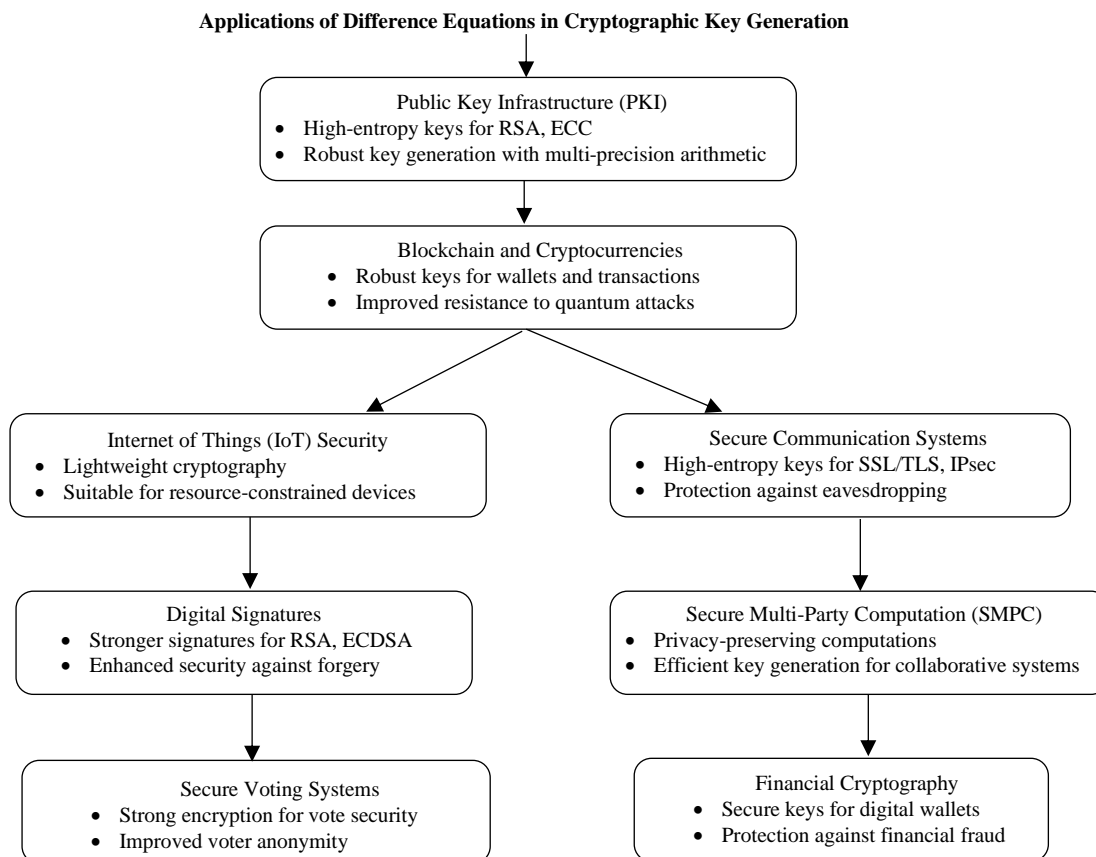 Applications of Difference Equations in Cryptographic Key Generation
Public Key Infrastructure (PKI)
• High-entropy keys for RSA, ECC
• Robust key generation with multi-precision arithmetic
Blockchain and Cryptocurrencies
• Robust keys for wallets and transactions
• Improved resistance to quantum attacks
Internet of Things (IoT) Security
• Lightweight cryptography
• Suitable for resource-constrained devices
Secure Communication Systems
• High-entropy keys for SSL/TLS, IPsec
• Protection against eavesdropping
Digital Signatures
• Stronger signatures for RSA, ECDSA
• Enhanced security against forgery
Secure Multi-Party Computation (SMPC)
• Privacy-preserving computations
• Efficient key generation for collaborative systems
Secure Voting Systems
• Strong encryption for vote security
• Improved voter anonymity
Financial Cryptography
• Secure keys for digital wallets
• Protection against financial fraud